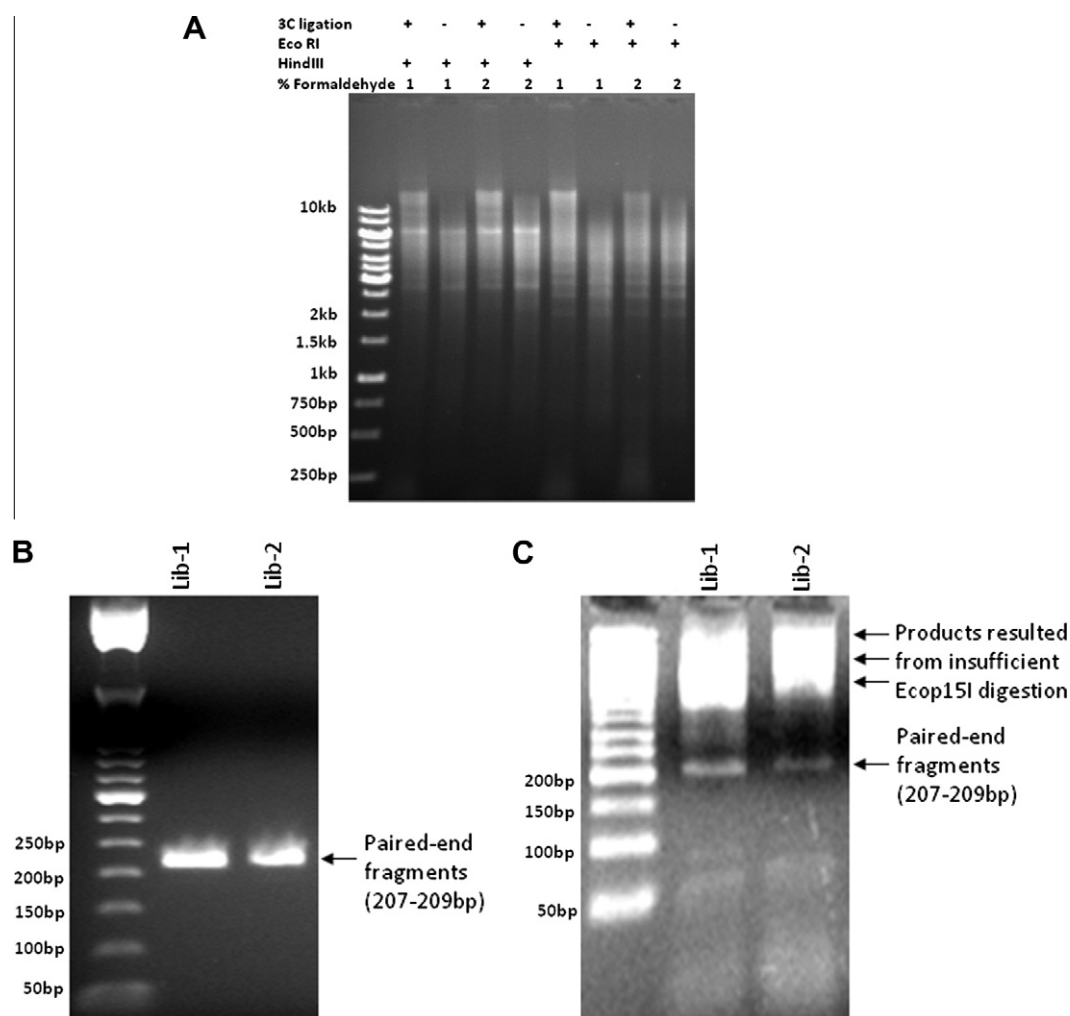 A
3C ligation + - + - + - + -
Eco RI + + + +
HindIII + + + +
% Formaldehyde 1 1 2 2 1 1 2 2
10kb
2kb
1.5kb
1kb
750bp
500bp
250bp
B
Lib-1
Lib-2
250bp
200bp
150bp
100bp
50bp
Paired-end
fragments
(207-209bp)
C
Lib-1
Lib-2
200bp
150bp
100bp
50bp
Products resulted
from insufficient
Ecop15I digestion
Paired-end
fragments
(207-209bp)